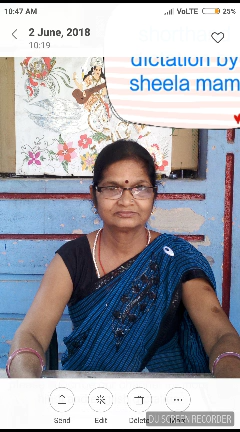 10:47 AM
VoLTE
25%
2 June, 2018
10:19
dictation by
sheela mam
Send
Edit
Delete
DU SCREEN RECORDER